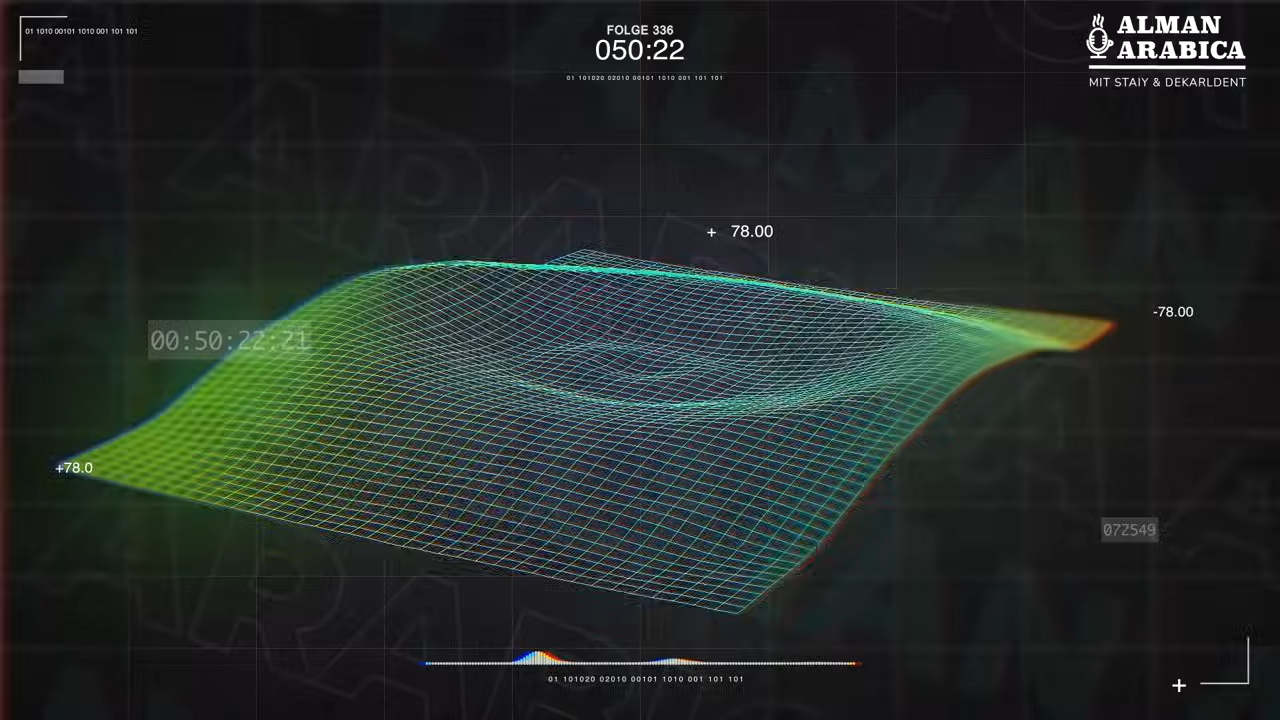 01 1010 00101 1010 001 101 101
FOLGE 336
050:22
01 101020 02010 00101 1010 001 101 101
ALMAN
ARABICA
MIT STAIY & DEKARLDENT
+ 78.00
-78.00
00:50:22:21
+78.0
07Z549
01 101020 02010 00101 1010 001 101 101
+